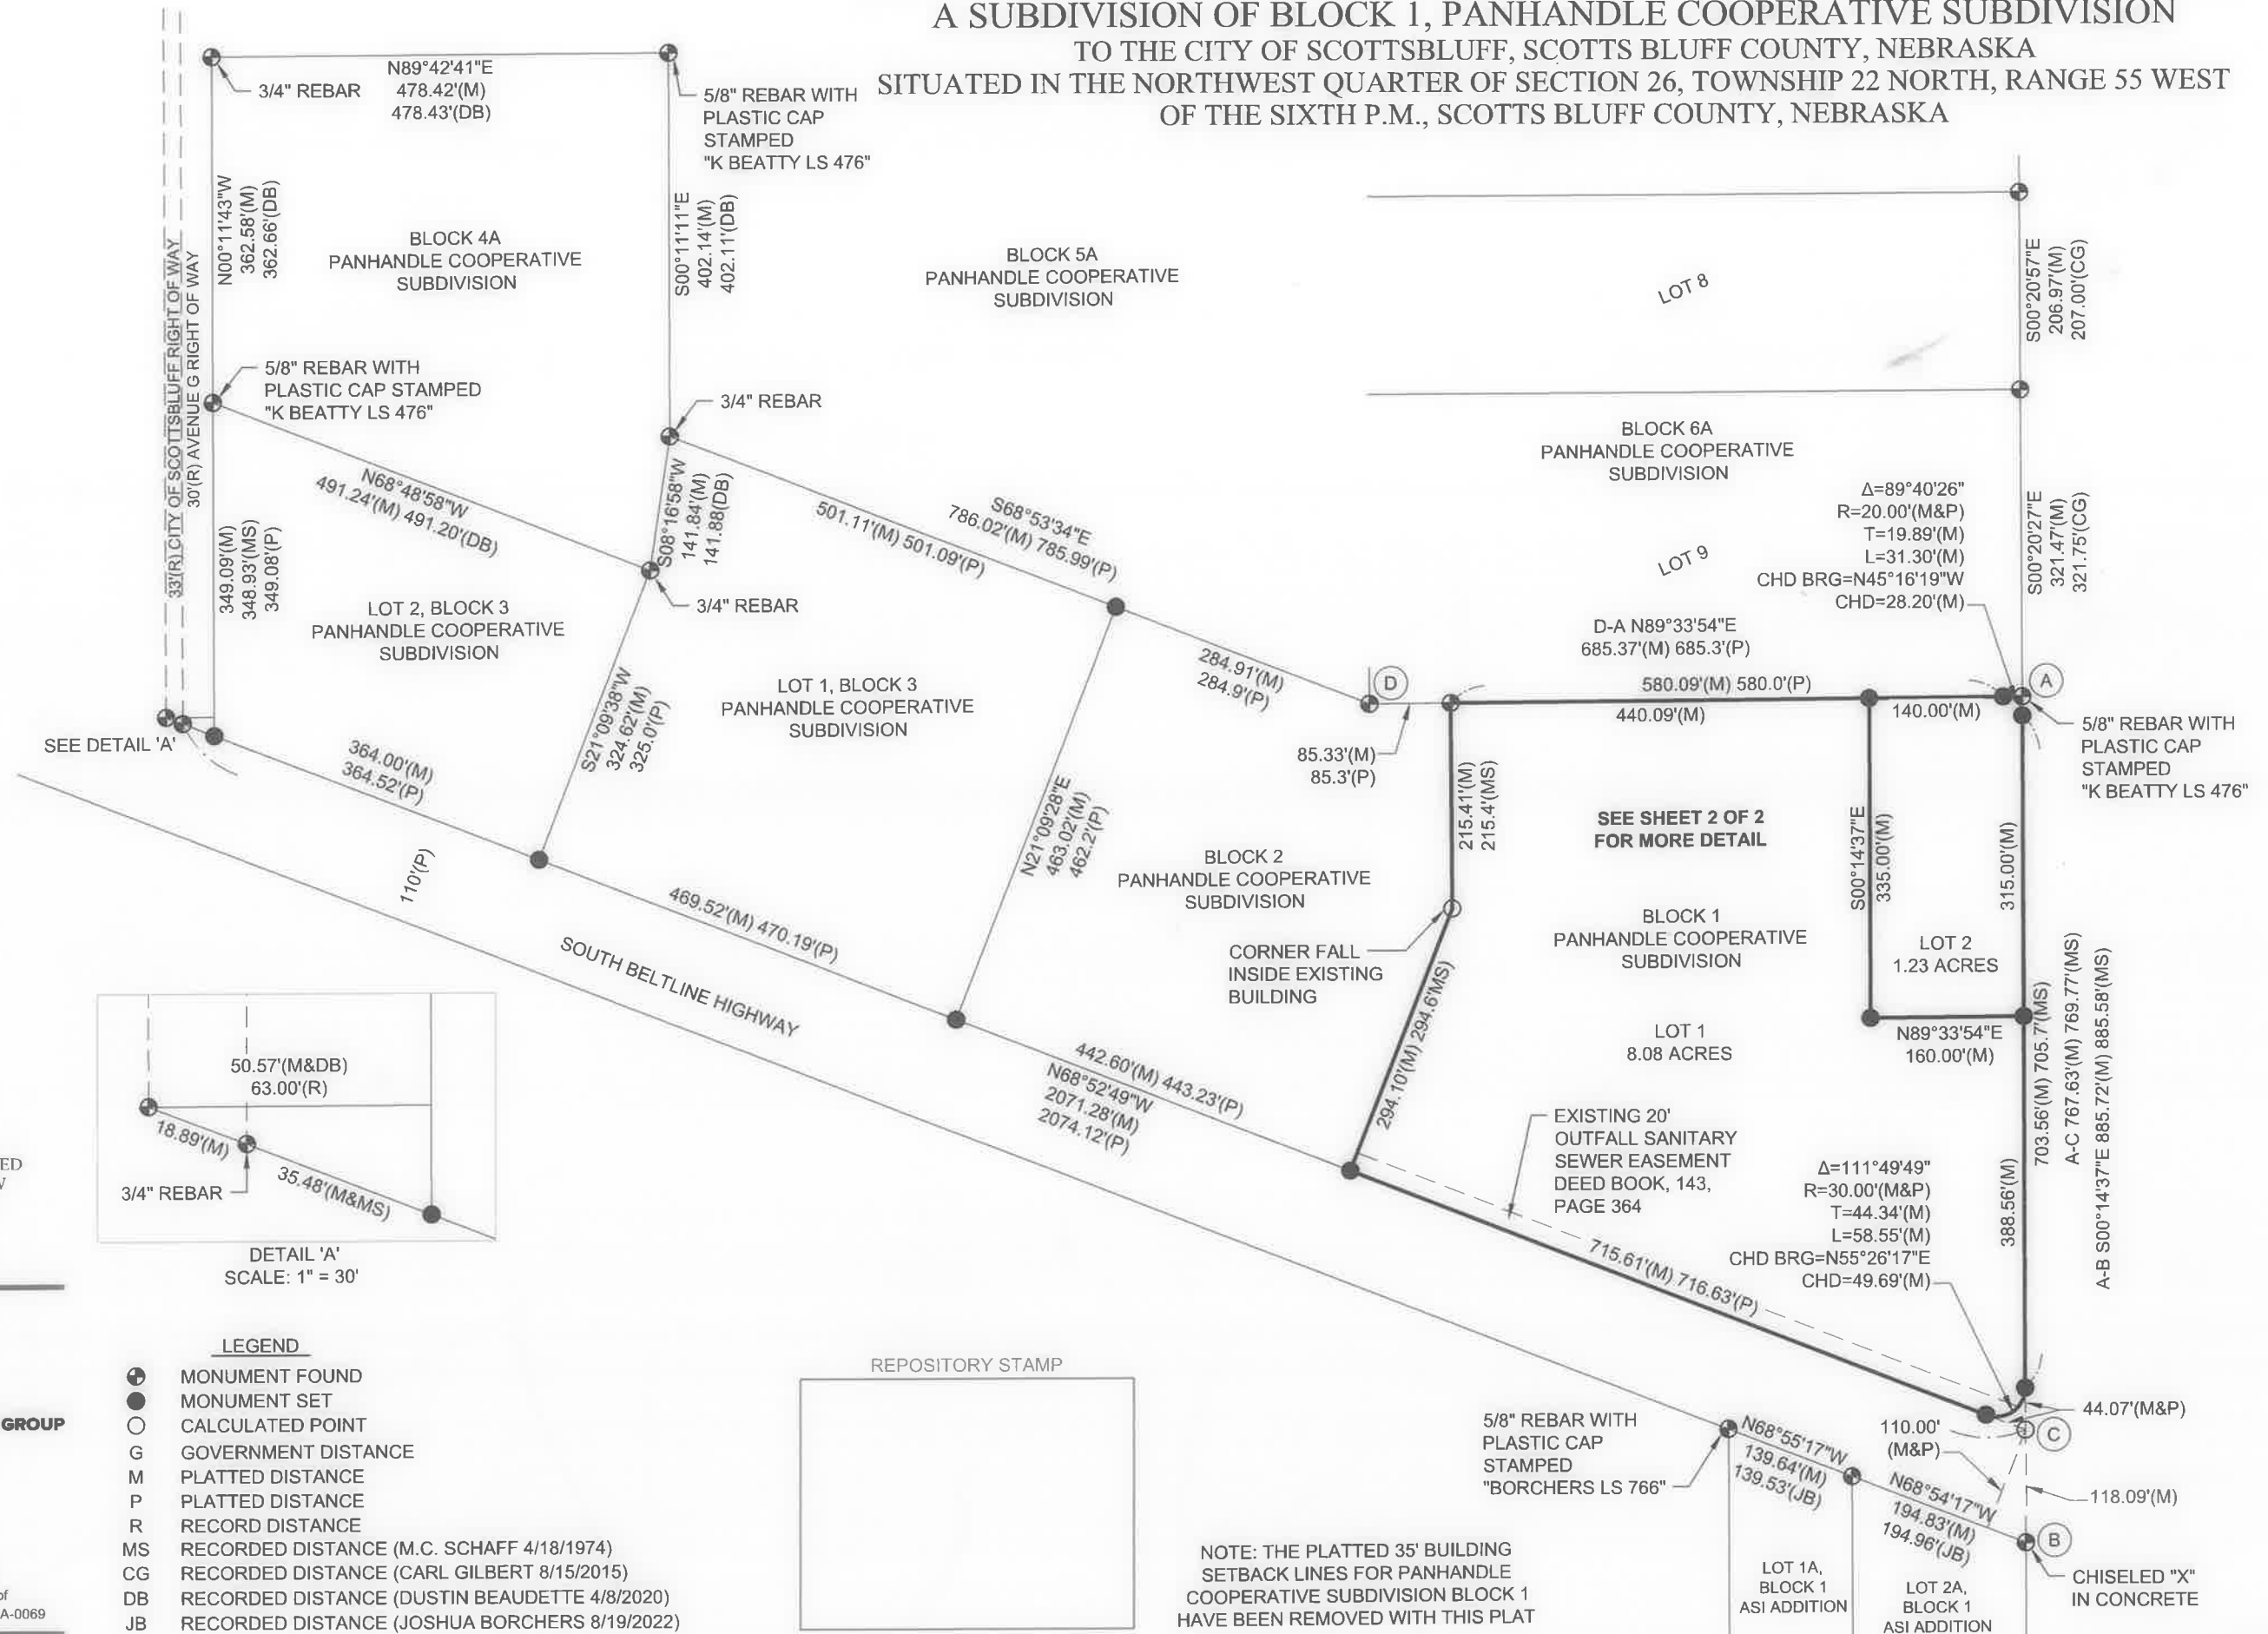 A SUBDIVISION OF BLOCK 1, PANHANDLE COOPERATIVE SUBDIVISION
TO THE CITY OF SCOTTSBLUFF, SCOTTS BLUFF COUNTY, NEBRASKA
SITUATED IN THE NORTHWEST QUARTER OF SECTION 26, TOWNSHIP 22 NORTH, RANGE 55 WEST
OF THE SIXTH P.M., SCOTTS BLUFF COUNTY, NEBRASKA
3/4" REBAR
N89°42'41"E
478.42'(M)
478.43'(DB)
5/8" REBAR WITH
PLASTIC CAP
STAMPED
"K BEATTY LS 476"
N00°11'43"W
362.58'(M)
362.66'(DB)
33'(R) CITY OF SCOTTSBLUFF RIGHT OF WAY
30'(R) AVENUE G RIGHT OF WAY
BLOCK 4A
PANHANDLE COOPERATIVE
SUBDIVISION
S00°11'11"E
402.14'(M)
402.11'(DB)
BLOCK 5A
PANHANDLE COOPERATIVE
SUBDIVISION
LOT 8
S00°20'57"E
206.97'(M)
207.00'(CG)
5/8" REBAR WITH
PLASTIC CAP STAMPED
"K BEATTY LS 476"
3/4" REBAR
N68°48'58"W
491.24'(M) 491.20'(DB)
S08°16'58"W
141.84'(M)
141.88(DB)
S68°53'34"E
786.02'(M) 785.99'(P)
501.11'(M) 501.09'(P)
BLOCK 6A
PANHANDLE COOPERATIVE
SUBDIVISION
LOT 9
Δ=89°40'26"
R=20.00'(M&P)
T=19.89'(M)
L=31.30'(M)
CHD BRG=N45°16'19"W
CHD=28.20'(M)
S00°20'27"E
321.47'(M)
321.75'(CG)
349.09'(M)
348.93'(MS)
349.08'(P)
LOT 2, BLOCK 3
PANHANDLE COOPERATIVE
SUBDIVISION
3/4" REBAR
D-A N89°33'54"E
685.37'(M) 685.3'(P)
284.91'(M)
284.9'(P)
D
580.09'(M) 580.0'(P)
440.09'(M)
140.00'(M)
A
5/8" REBAR WITH
PLASTIC CAP
STAMPED
"K BEATTY LS 476"
LOT 1, BLOCK 3
PANHANDLE COOPERATIVE
SUBDIVISION
S21°09'38"W
324.62'(M)
325.0'(P)
SEE DETAIL 'A'
364.00'(M)
364.52'(P)
85.33'(M)
85.3'(P)
215.41'(M)
215.4'(MS)
SEE SHEET 2 OF 2
FOR MORE DETAIL
S00°14'37"E
335.00'(M)
315.00'(M)
N21°09'28"E
463.02'(M)
462.2'(P)
BLOCK 2
PANHANDLE COOPERATIVE
SUBDIVISION
110'(P)
469.52'(M) 470.19'(P)
SOUTH BELTLINE HIGHWAY
CORNER FALL
INSIDE EXISTING
BUILDING
BLOCK 1
PANHANDLE COOPERATIVE
SUBDIVISION
LOT 2
1.23 ACRES
294.10'(M) 294.6'MS)
LOT 1
8.08 ACRES
N89°33'54"E
160.00'(M)
703.56'(M) 705.7'(MS)
A-C 767.63'(M) 769.77'(MS)
A-B S00°14'37"E 885.72'(M) 885.58'(MS)
442.60'(M) 443.23'(P)
N68°52'49"W
2071.28'(M)
2074.12'(P)
EXISTING 20'
OUTFALL SANITARY
SEWER EASEMENT
DEED BOOK, 143,
PAGE 364
Δ=111°49'49"
R=30.00'(M&P)
T=44.34'(M)
L=58.55'(M)
CHD BRG=N55°26'17"E
CHD=49.69'(M)
388.56'(M)
715.61'(M) 716.63'(P)
50.57'(M&DB)
63.00'(R)
18.89'(M)
3/4" REBAR
35.48'(M&MS)
DETAIL 'A'
SCALE: 1" = 30'
ED
GROUP
of
A-0069
LEGEND
MONUMENT FOUND
MONUMENT SET
CALCULATED POINT
G GOVERNMENT DISTANCE
M PLATTED DISTANCE
P PLATTED DISTANCE
R RECORD DISTANCE
MS RECORDED DISTANCE (M.C. SCHAFF 4/18/1974)
CG RECORDED DISTANCE (CARL GILBERT 8/15/2015)
DB RECORDED DISTANCE (DUSTIN BEAUDETTE 4/8/2020)
JB RECORDED DISTANCE (JOSHUA BORCHERS 8/19/2022)
REPOSITORY STAMP
5/8" REBAR WITH
PLASTIC CAP
STAMPED
"BORCHERS LS 766"
N68°55'17"W
139.64'(M)
139.53'(JB)
110.00'
(M&P)
44.07'(M&P)
C
N68°54'17"W
194.83'(M)
194.96'(JB)
118.09'(M)
B
CHISELED "X"
IN CONCRETE
LOT 1A,
BLOCK 1
ASI ADDITION
LOT 2A,
BLOCK 1
ASI ADDITION
NOTE: THE PLATTED 35' BUILDING
SETBACK LINES FOR PANHANDLE
COOPERATIVE SUBDIVISION BLOCK 1
HAVE BEEN REMOVED WITH THIS PLAT